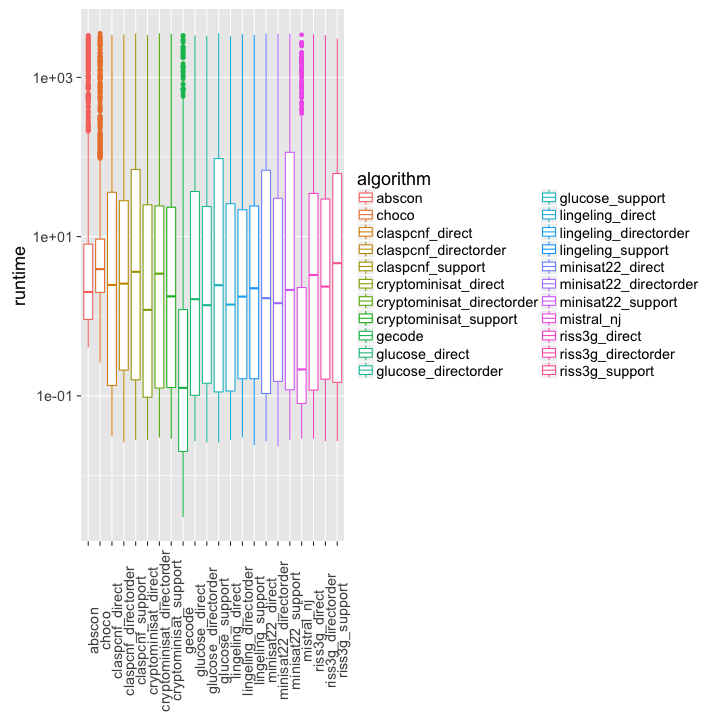 1e+03
1e+01
1e-01
runtime
abscon
choco
claspcnf_direct
claspcnf_directorder
claspcnf_support
cryptominisat_direct
cryptominisat_directorder
cryptominisat_support
gecode
glucose_direct
glucose_directorder
glucose_support
lingeling_direct
lingeling_directorder
lingeling_support
minisat22_direct
minisat22_directorder
minisat22_support
mistral_nj
riss3g_direct
riss3g_directorder
riss3g_support
algorithm
abscon
choco
claspcnf_direct
claspcnf_directorder
claspcnf_support
cryptominisat_direct
cryptominisat_directorder
cryptominisat_support
gecode
glucose_direct
glucose_directorder
glucose_support
lingeling_direct
lingeling_directorder
lingeling_support
minisat22_direct
minisat22_directorder
minisat22_support
mistral_nj
riss3g_direct
riss3g_directorder
riss3g_support